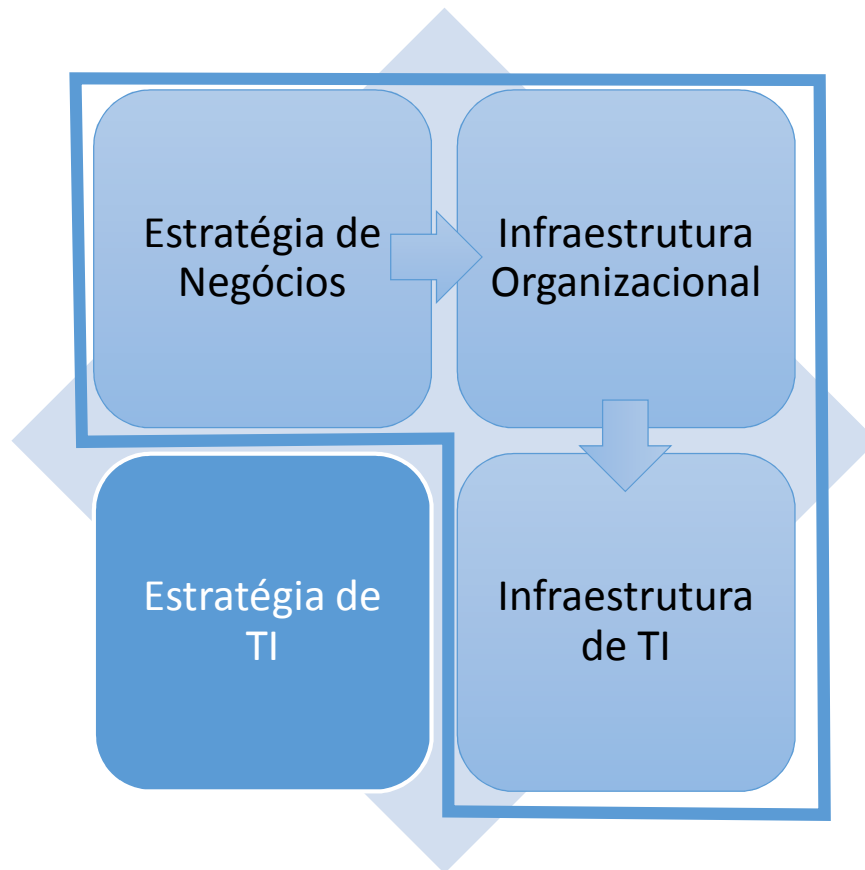 Estratégia de
Negócios
Infraestrutura
Organizacional
Estratégia de
TI
Infraestrutura
de TI